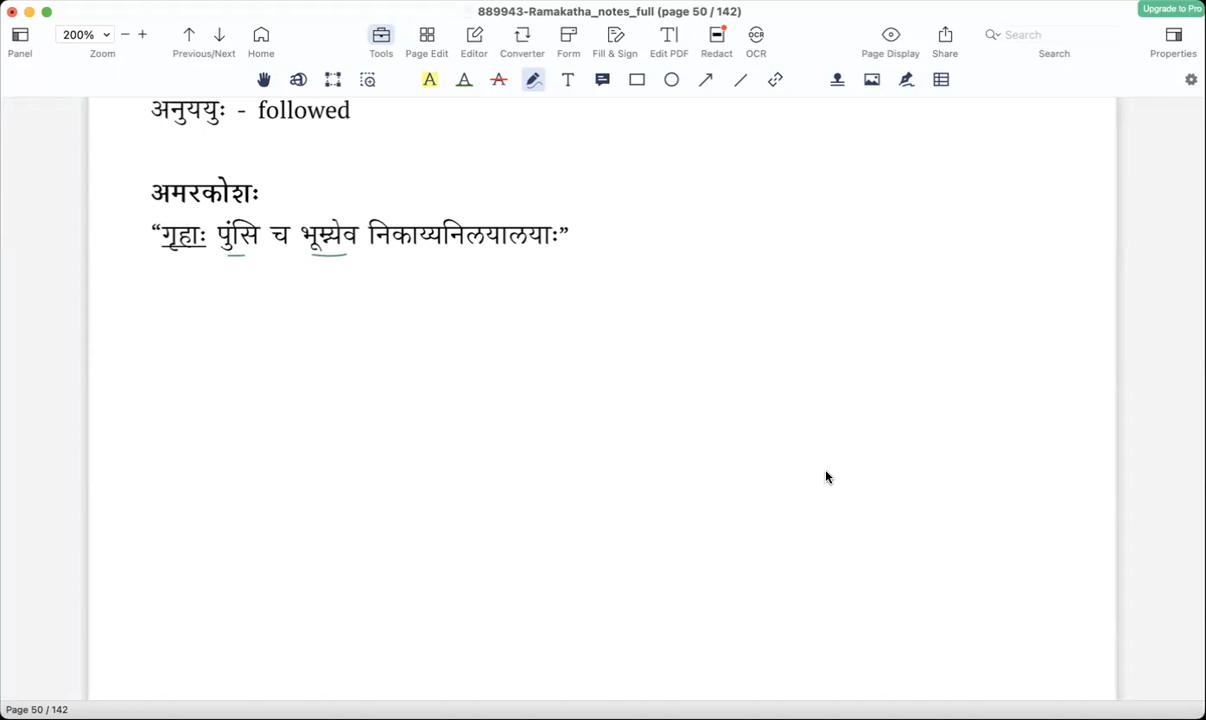 889943-Ramakatha_notes_full (page 50 / 142)
Upgrade to Pro
200%
Panel Zoom Previous/Next Home Tools Page Edit Editor Converter Form Fill & Sign Edit PDF Redact OCR Page Display Share Search Properties
OCR
Search
A A A T
अनुययुः - followed
अमरकोशः
“गृहाः पुंसि च भूम्न्येव निकाय्यनिलयालयाः”
Page 50 / 142